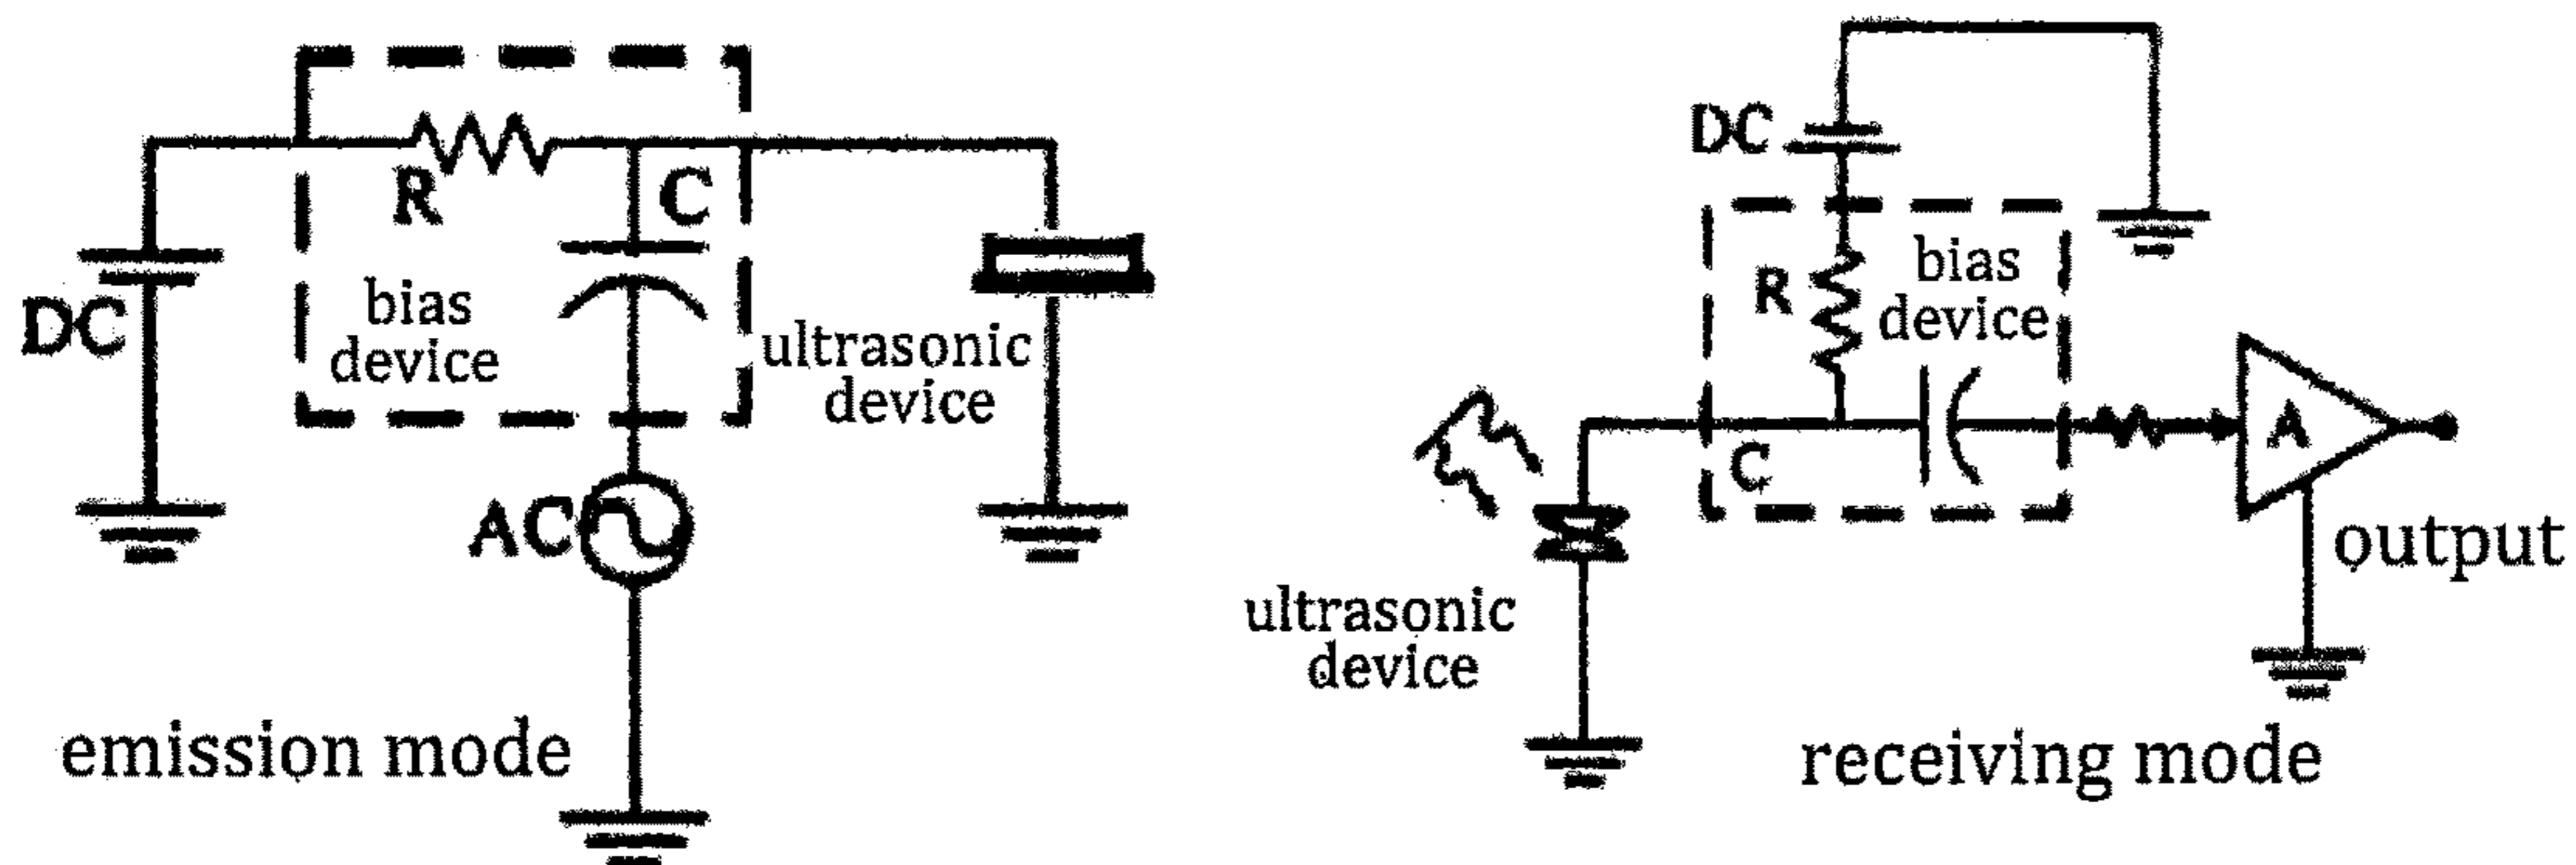 R
C
DC
bias
device
ultrasonic
device
AC
emission mode
DC
R
bias
device
C
A
output
ultrasonic
device
receiving mode